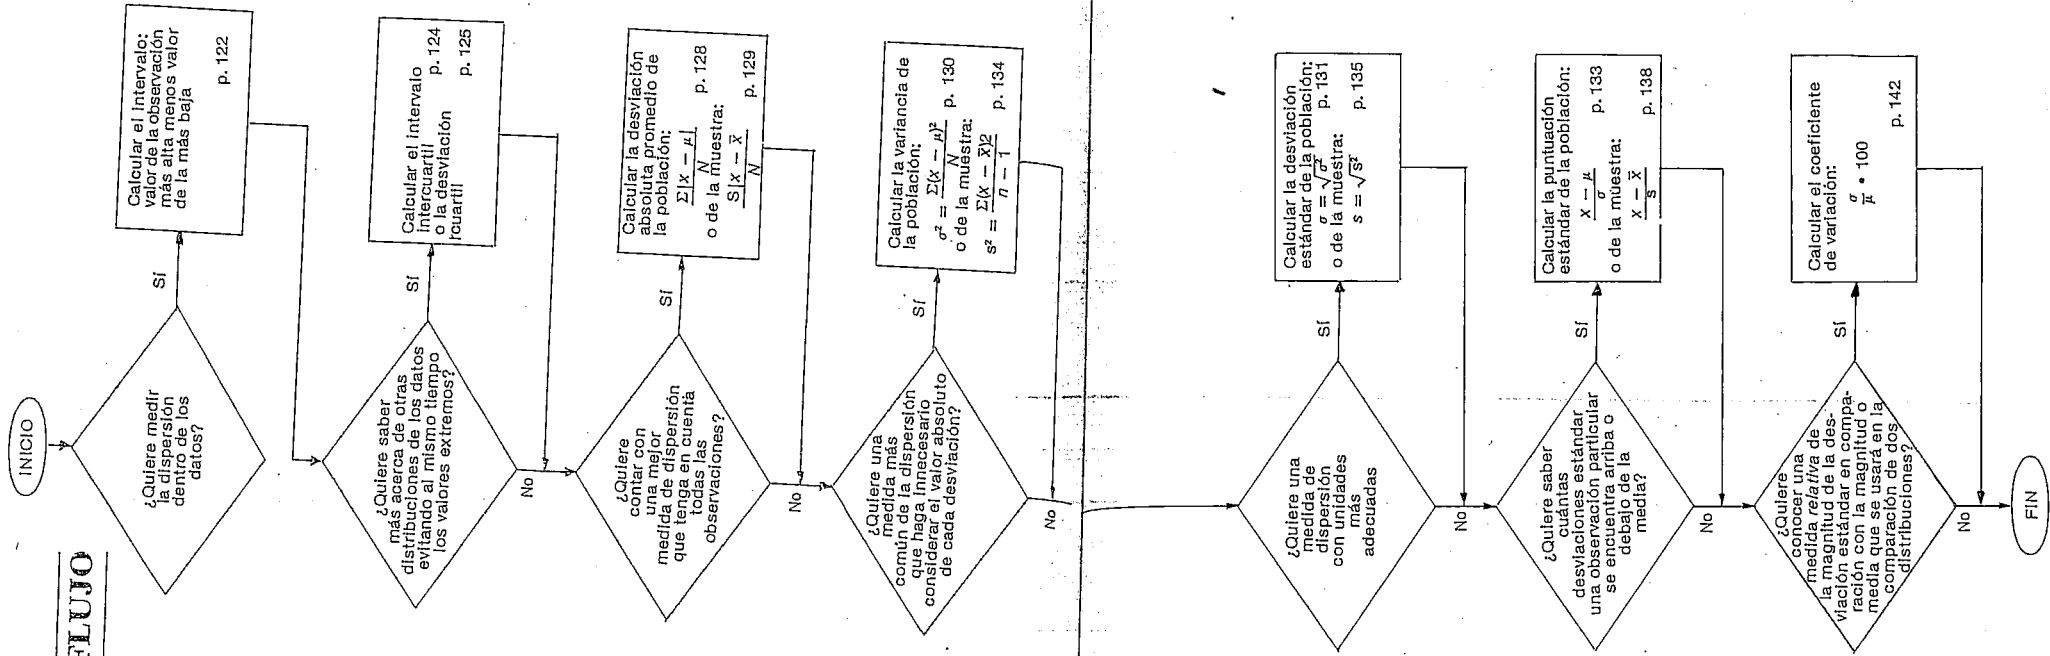 FLUJO
INICIO
¿Quiere medir
la dispersión
dentro de los
datos?
Sí
Calcular el intervalo:
valor de la observación
más alta menos valor
de la más baja
p. 122
¿Quiere saber
más acerca de otras
distribuciones de los datos
evitando al mismo tiempo
los valores extremos?
Sí
Calcular el intervalo
intercuartil p. 124
o la desviación
rcuartil p. 125
No
¿Quiere
contar con
una mejor
medida de dispersión
que tenga en cuenta
todas las
observaciones?
Sí
Calcular la desviación
absoluta promedio de
la población:
Σ|x − μ| / N p. 128
o de la muestra:
S|x − x̄ / N p. 129
No
¿Quiere una
medida más
común de la dispersión
que haga innecesario
considerar el valor absoluto
de cada desviación?
Sí
Calcular la variancia de
la población:
σ² = Σ(x − μ)² / N p. 130
o de la muestra:
s² = Σ(x − x̄)2 / n − 1 p. 134
No
¿Quiere una
medida de
dispersión
con unidades
más
adecuadas
Sí
Calcular la desviación
estándar de la población:
σ = √σ² p. 131
o de la muestra:
s = √s² p. 135
No
¿Quiere saber
cuántas
desviaciones estándar
una observación particular
se encuentra arriba o
debajo de la
media?
Sí
Calcular la puntuación
estándar de la población:
x − μ / σ p. 133
o de la muestra:
x − x̄ / s p. 138
No
¿Quiere
conocer una
medida relativa de
la magnitud de la des-
viación estándar en compa-
ración con la magnitud o
media que se usará en la
comparación de dos
distribuciones?
Sí
Calcular el coeficiente
de variación:
σ / μ • 100
p. 142
No
FIN